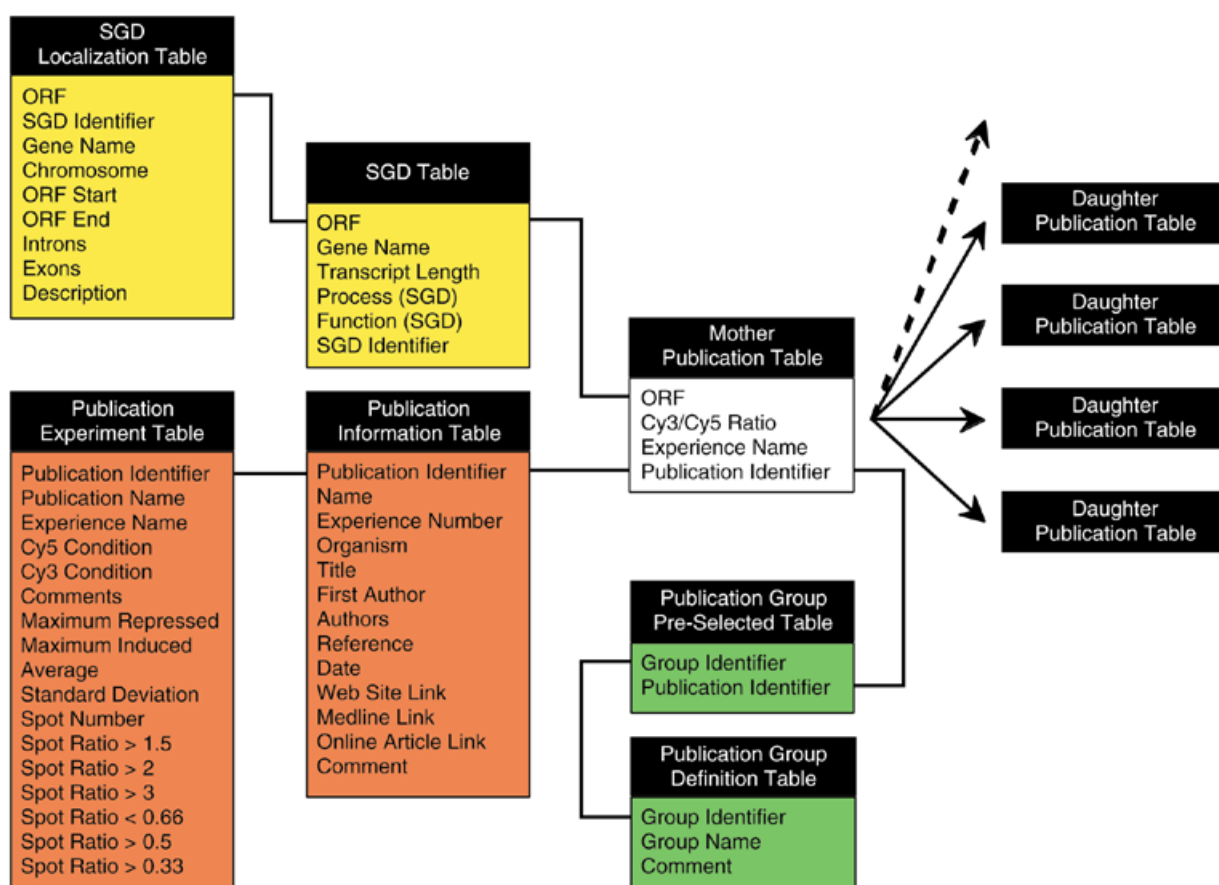 SGD
Localization Table
ORF
SGD Identifier
Gene Name
Chromosome
ORF Start
ORF End
Introns
Exons
Description
SGD Table
ORF
Gene Name
Transcript Length
Process (SGD)
Function (SGD)
SGD Identifier
Mother
Publication Table
ORF
Cy3/Cy5 Ratio
Experience Name
Publication Identifier
Daughter
Publication Table
Daughter
Publication Table
Daughter
Publication Table
Daughter
Publication Table
Publication
Experiment Table
Publication Identifier
Publication Name
Experience Name
Cy5 Condition
Cy3 Condition
Comments
Maximum Repressed
Maximum Induced
Average
Standard Deviation
Spot Number
Spot Ratio > 1.5
Spot Ratio > 2
Spot Ratio > 3
Spot Ratio < 0.66
Spot Ratio > 0.5
Spot Ratio > 0.33
Publication
Information Table
Publication Identifier
Name
Experience Number
Organism
Title
First Author
Authors
Reference
Date
Web Site Link
Medline Link
Online Article Link
Comment
Publication Group
Pre-Selected Table
Group Identifier
Publication Identifier
Publication Group
Definition Table
Group Identifier
Group Name
Comment